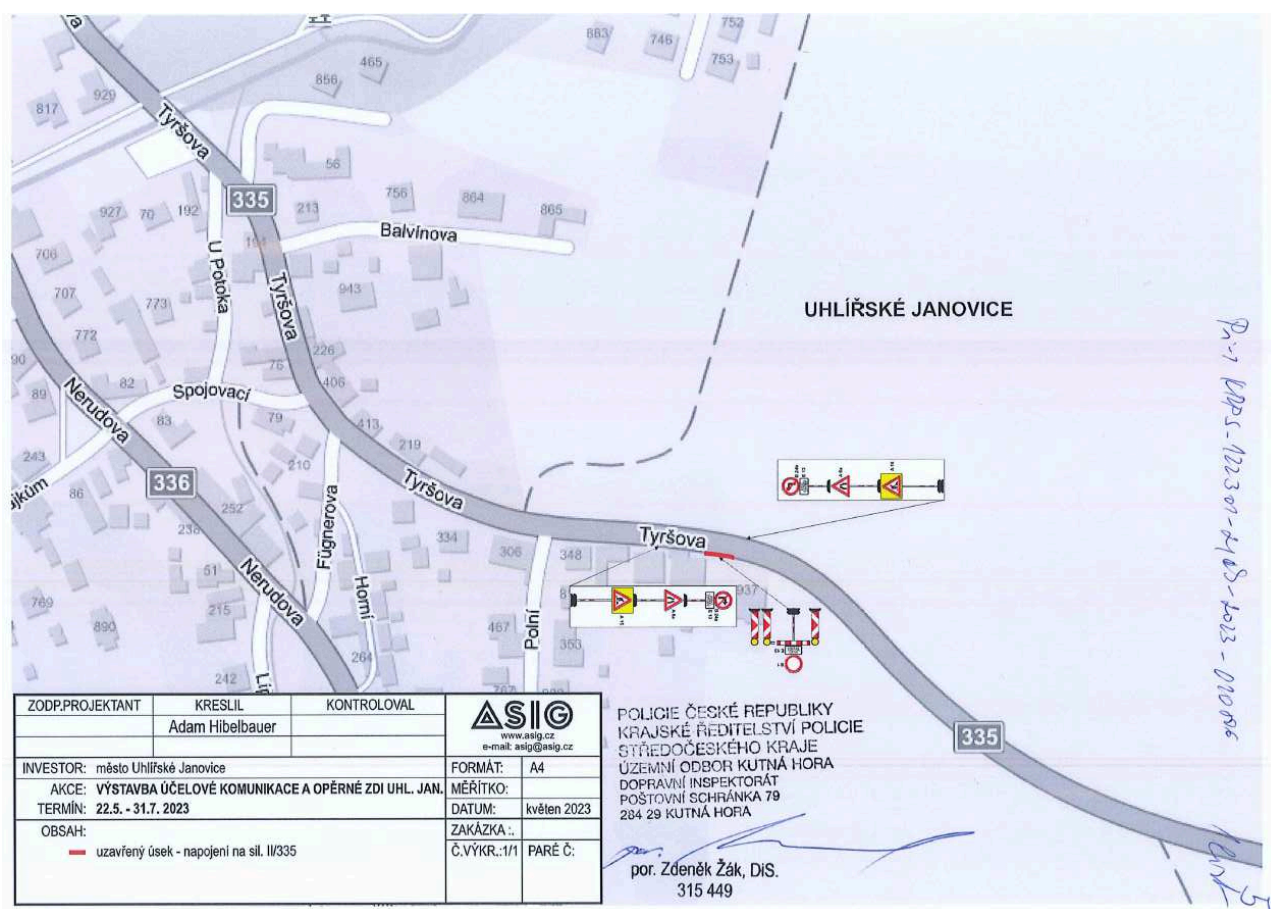 883
746
752
753
465
856
929
817
Tyršova
56
335
213
756
864
865
927
70
192
Balvínova
194
706
U Potoka
707
773
943
Tyršova
UHLÍŘSKÉ JANOVICE
772
226
76
406
90
82
Spojovací
89
Nerudova
83
79
413
219
243
210
ájkům
86
336
252
Tyršova
238
Fügnerova
334
306
348
Tyršova
51
Horní
937
769
215
Nerudova
890
467
Polní
353
264
242
335
ZODP.PROJEKTANT KRESLIL KONTROLOVAL
Adam Hibelbauer
ASIG
www.asig.cz
e-mail: asig@asig.cz
INVESTOR: město Uhlířské Janovice
FORMÁT: A4
AKCE: VÝSTAVBA ÚČELOVÉ KOMUNIKACE A OPĚRNÉ ZDI UHL. JAN.
MĚŘÍTKO:
TERMÍN: 22.5. - 31.7. 2023
DATUM: květen 2023
OBSAH:
ZAKÁZKA :.
uzavřený úsek - napojení na sil. II/335
Č.VÝKR.:1/1 PARÉ Č:
POLICIE ČESKÉ REPUBLIKY
KRAJSKÉ ŘEDITELSTVÍ POLICIE
STŘEDOČESKÉHO KRAJE
ÚZEMNÍ ODBOR KUTNÁ HORA
DOPRAVNÍ INSPEKTORÁT
POŠTOVNÍ SCHRÁNKA 79
284 29 KUTNÁ HORA
por. Zdeněk Žák, DiS.
315 449